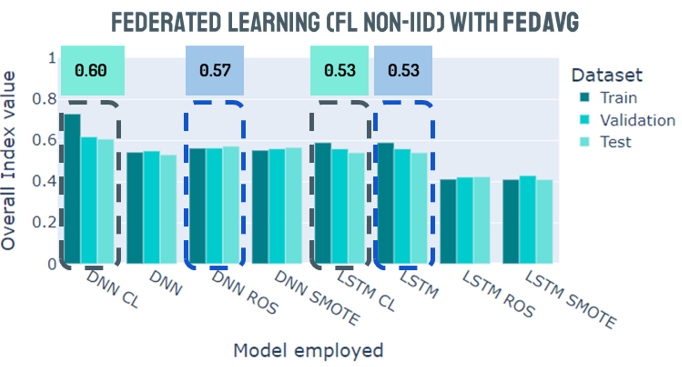 FEDERATED LEARNING (FL NON-IID) WITH FEDAVG
0.60
0.57
0.53
0.53
Overall Index value
1
0.8
0.6
0.4
0.2
0
DNN CL
DNN
DNN ROS
DNN SMOTE
LSTM CL
LSTM
LSTM ROS
LSTM SMOTE
Model employed
Dataset
Train
Validation
Test